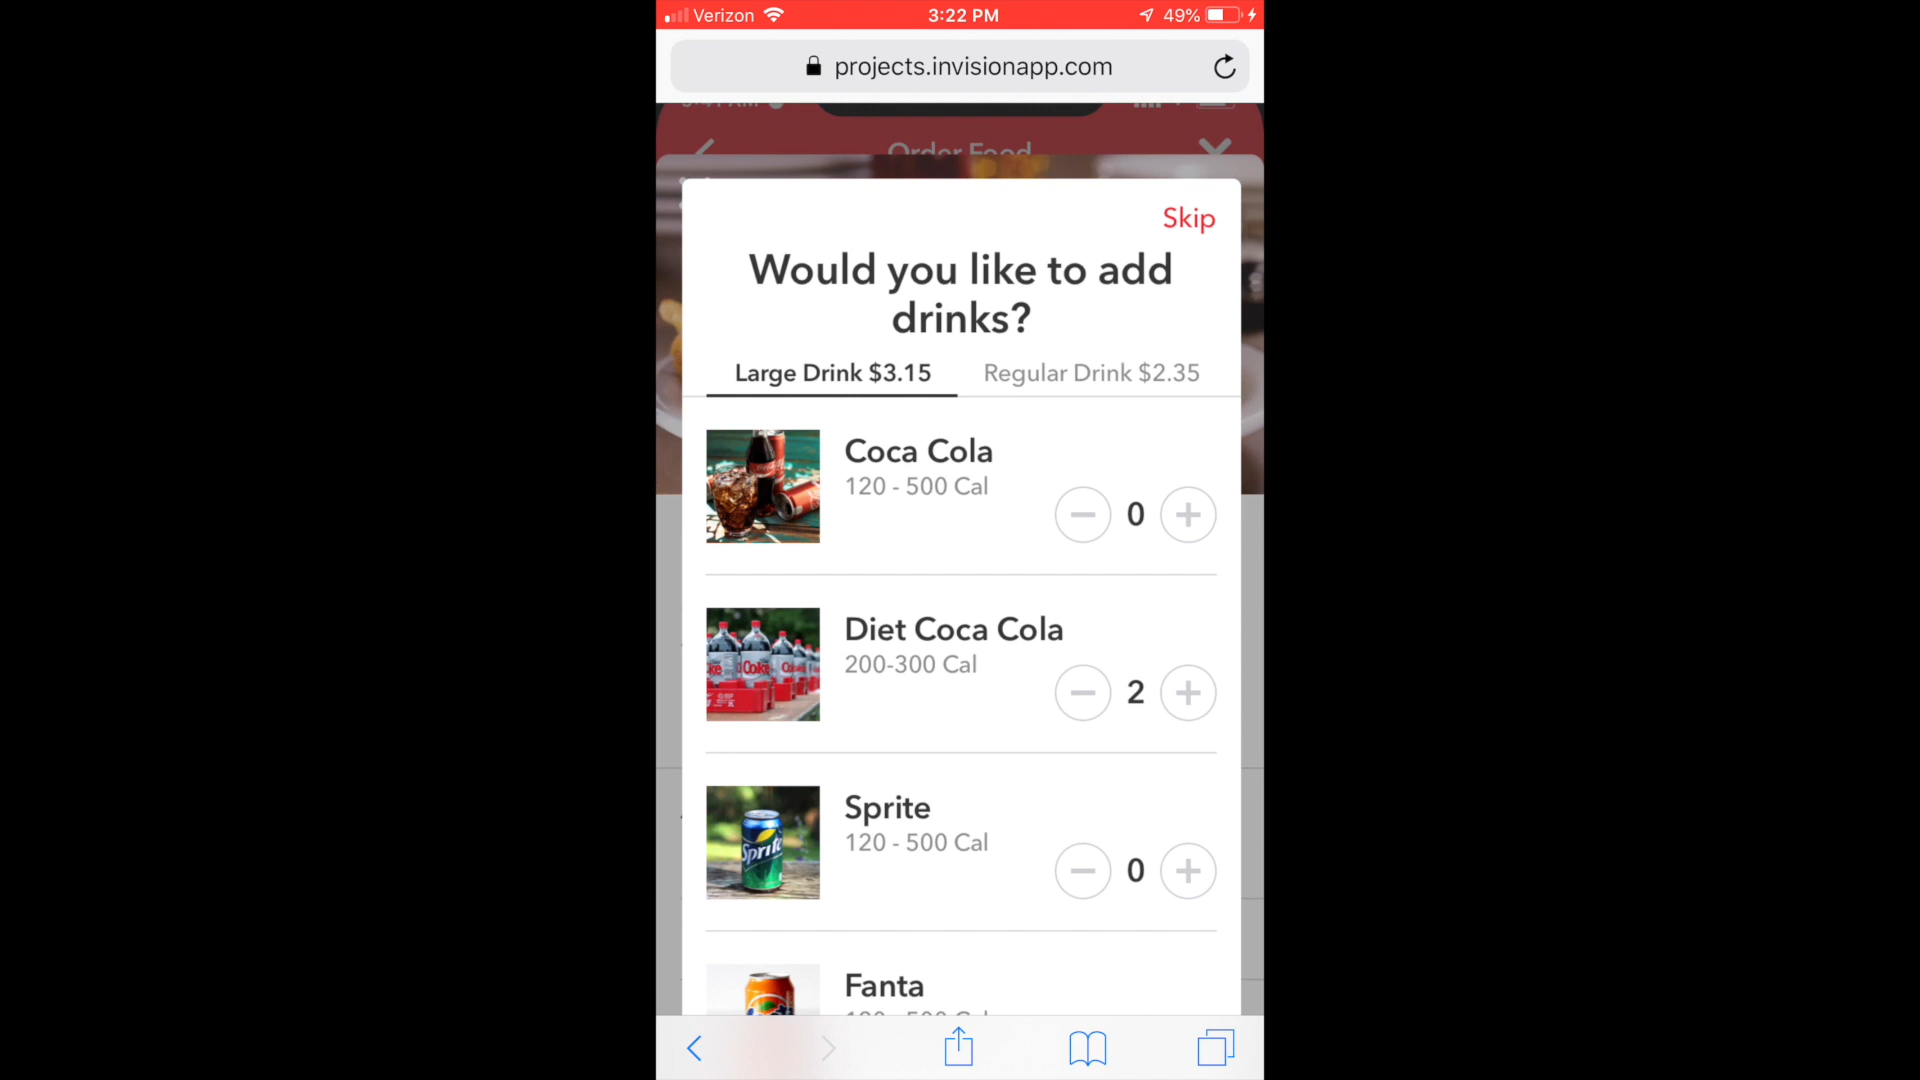 Verizon 3:22 PM 49%
projects.invisionapp.com
Order Food
Skip
Would you like to add
drinks?
Large Drink $3.15 Regular Drink $2.35
Coca Cola
120 - 500 Cal
0
Diet Coca Cola
200-300 Cal
2
Coke
Sprite
120 - 500 Cal
0
Sprite
Fanta